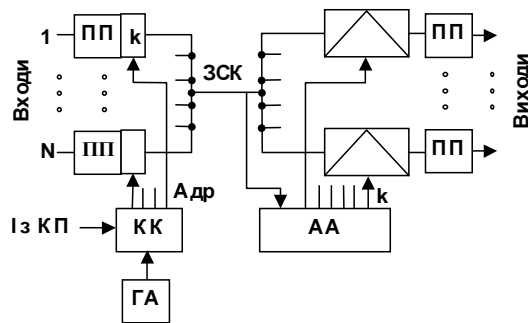 1 ПП k
ЗСК
ПП
Входи
Виходи
N ПП
ПП
Адр
k
Із КП
КК
АА
ГА